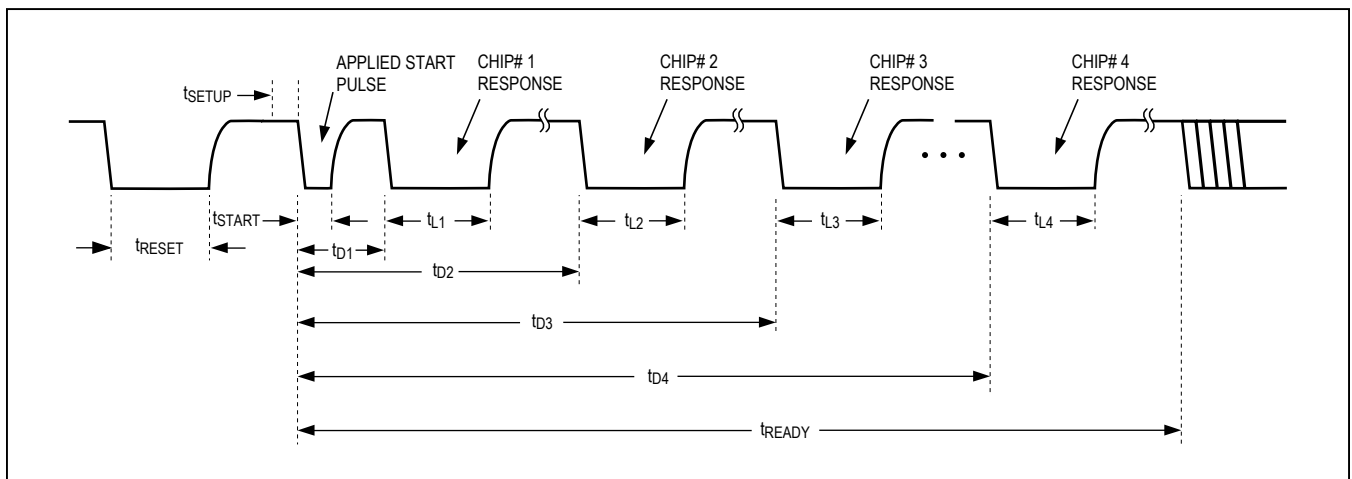 APPLIED START
PULSE
CHIP# 1
RESPONSE
CHIP# 2
RESPONSE
CHIP# 3
RESPONSE
CHIP# 4
RESPONSE
tSETUP
tSTART
tL1
tL2
tL3
tL4
tRESET
tD1
tD2
tD3
tD4
tREADY